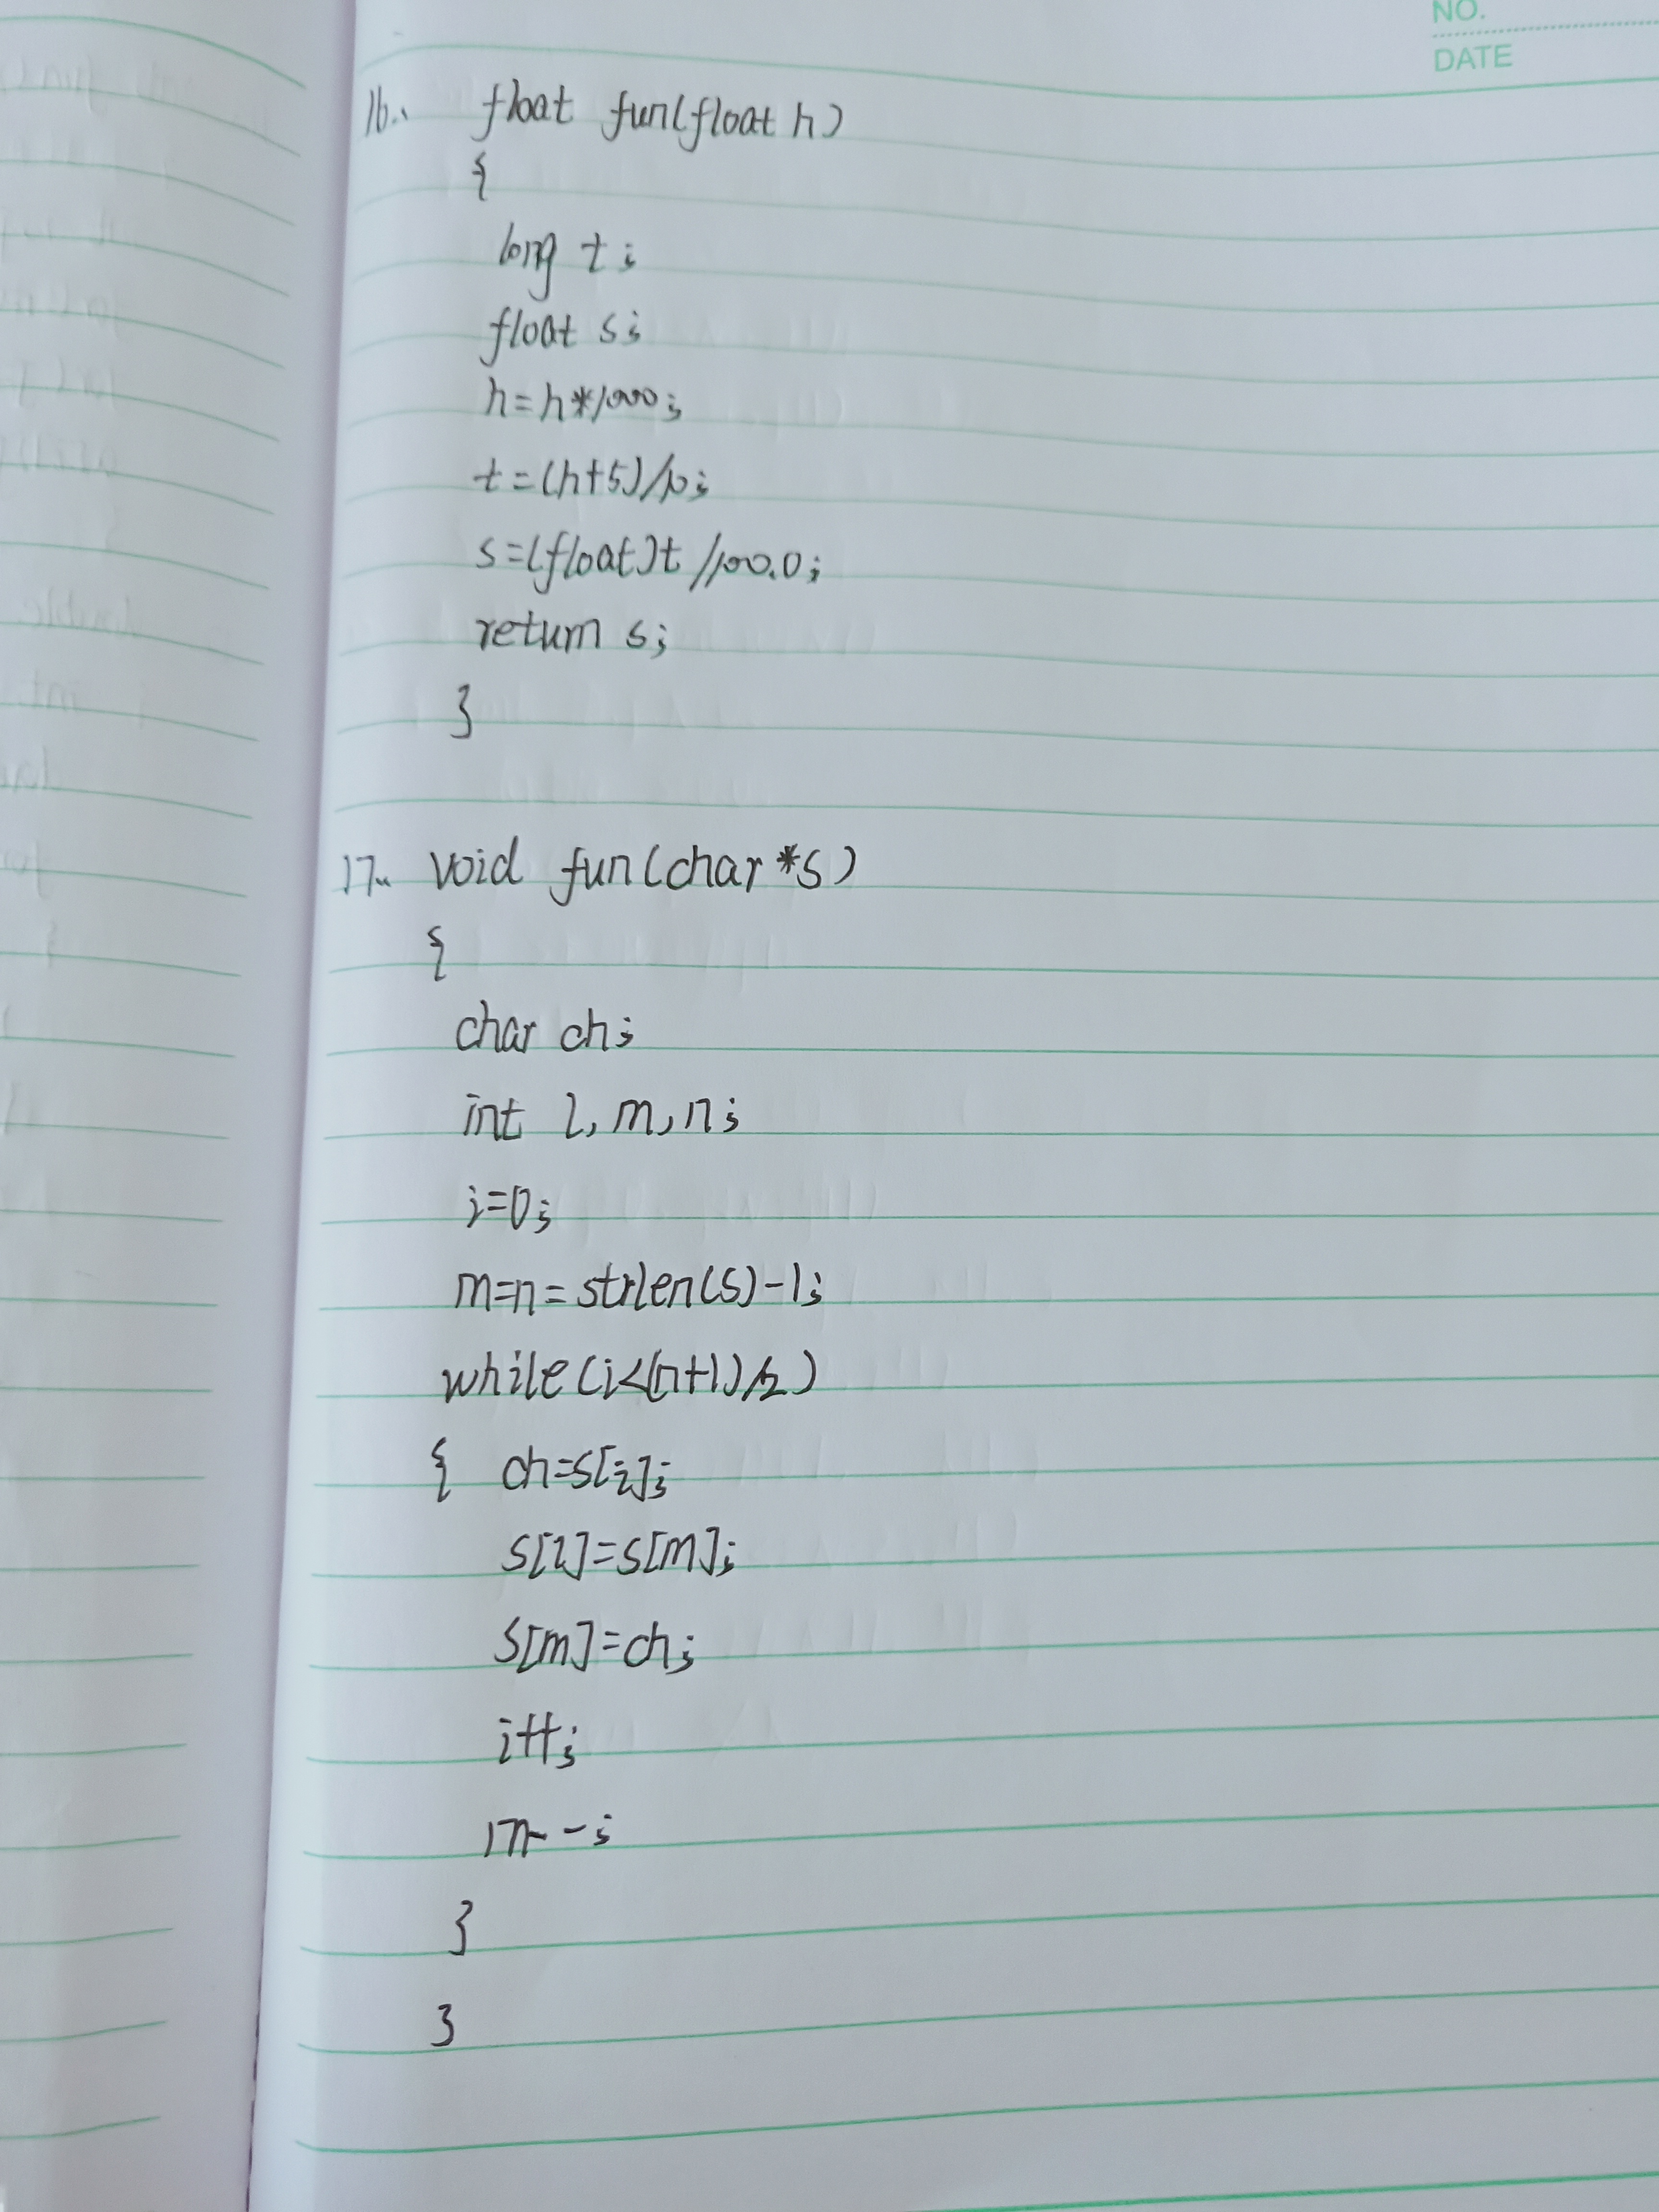 NO.
DATE
16. float fun(float h)
{
long t;
float s;
h=h*1000;
t=(h+5)/10;
s=(float)t/100.0;
return s;
}
17. void fun(char *s)
{
char ch;
int i, m, n;
i=0;
m=n=strlen(s)-1;
while(i<(n+1)/2)
{ ch=s[i];
s[i]=s[m];
s[m]=ch;
i++;
m--;
}
}